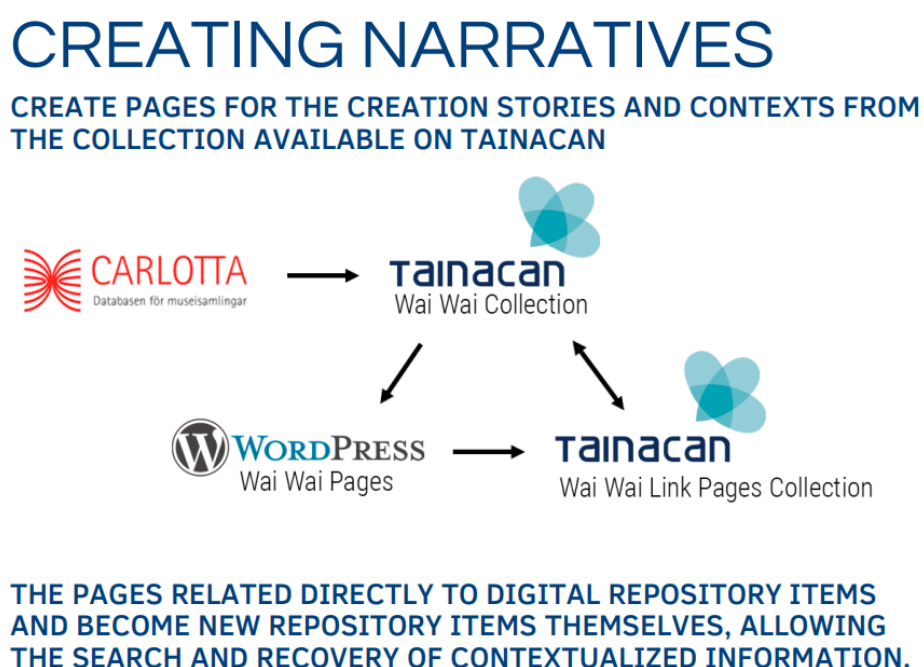 CREATING NARRATIVES
CREATE PAGES FOR THE CREATION STORIES AND CONTEXTS FROM
THE COLLECTION AVAILABLE ON TAINACAN
CARLOTTA
Databasen för museisamlingar
Tainacan
Wai Wai Collection
WORDPRESS
Wai Wai Pages
Tainacan
Wai Wai Link Pages Collection
THE PAGES RELATED DIRECTLY TO DIGITAL REPOSITORY ITEMS
AND BECOME NEW REPOSITORY ITEMS THEMSELVES, ALLOWING
THE SEARCH AND RECOVERY OF CONTEXTUALIZED INFORMATION.